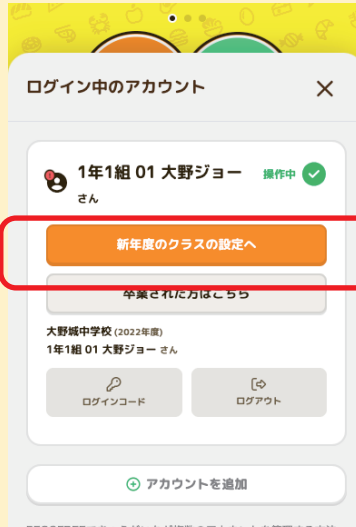 ログイン中のアカウント
1年1組 01 大野ジョー 操作中
さん
新年度のクラスの設定へ
卒業された方はこちら
大野城中学校 (2022年度)
1年1組 01 大野ジョー さん
ログインコード ログアウト
アカウントを追加